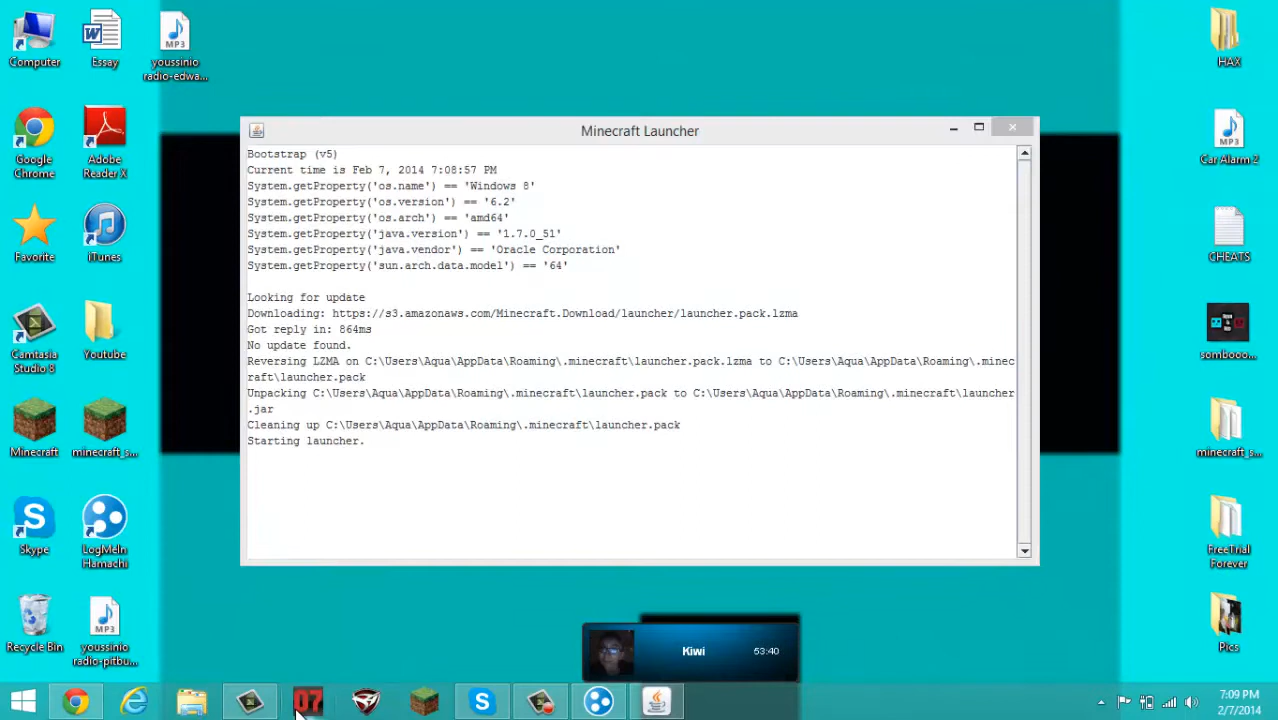 Computer
Essay
youssinio
radio-edwa...
Google
Chrome
Adobe
Reader X
Favorite
iTunes
Camtasia
Studio 8
Youtube
Minecraft
minecraft_s...
Skype
LogMeIn
Hamachi
Recycle Bin
youssinio
radio-pitbu...
MP3
MP3
Minecraft Launcher
Bootstrap (v5)
Current time is Feb 7, 2014 7:08:57 PM
System.getProperty('os.name') == 'Windows 8'
System.getProperty('os.version') == '6.2'
System.getProperty('os.arch') == 'amd64'
System.getProperty('java.version') == '1.7.0_51'
System.getProperty('java.vendor') == 'Oracle Corporation'
System.getProperty('sun.arch.data.model') == '64'
Looking for update
Downloading: https://s3.amazonaws.com/Minecraft.Download/launcher/launcher.pack.lzma
Got reply in: 864ms
No update found.
Reversing LZMA on C:\Users\Aqua\AppData\Roaming\.minecraft\launcher.pack.lzma to C:\Users\Aqua\AppData\Roaming\.minec
raft\launcher.pack
Unpacking C:\Users\Aqua\AppData\Roaming\.minecraft\launcher.pack to C:\Users\Aqua\AppData\Roaming\.minecraft\launcher
.jar
Cleaning up C:\Users\Aqua\AppData\Roaming\.minecraft\launcher.pack
Starting launcher.
HAX
MP3
Car Alarm 2
CHEATS
sombooo...
minecraft_s...
FreeTrial
Forever
Pics
Kiwi 53:40
07
7:09 PM
2/7/2014